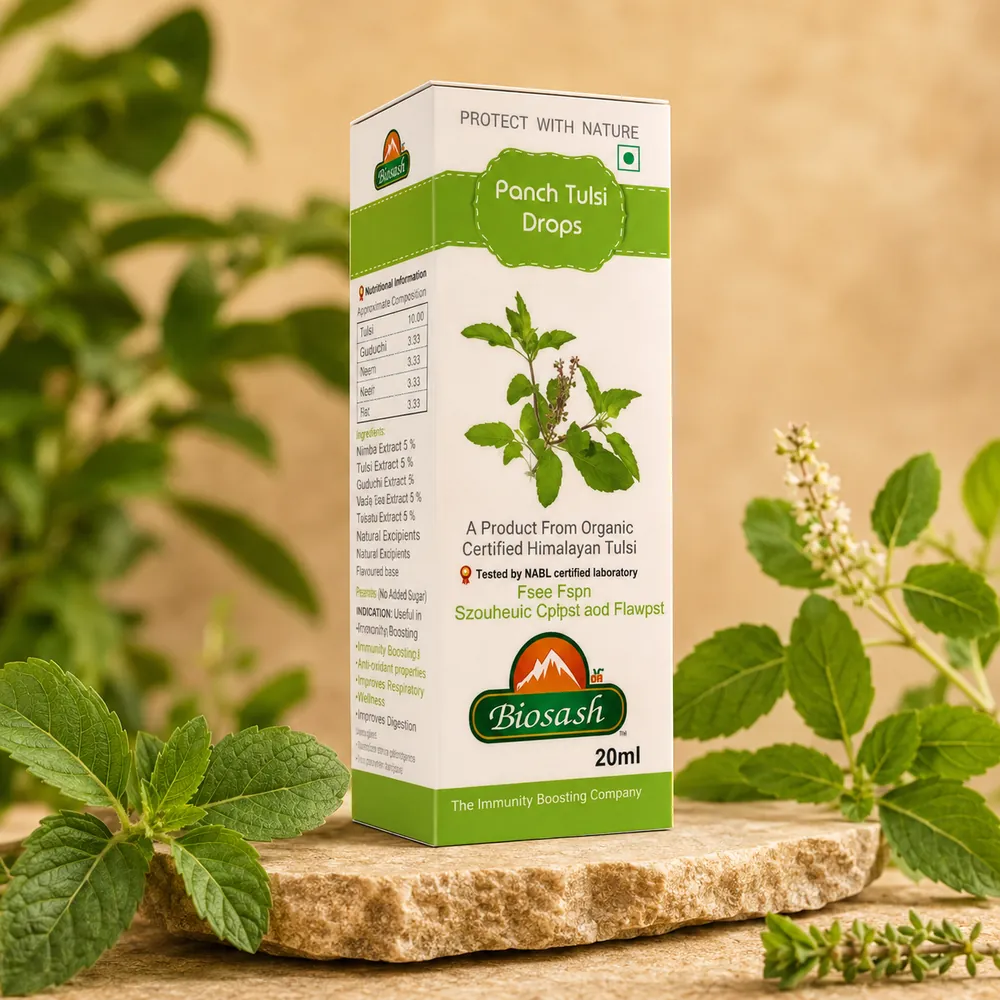 PROTECT WITH NATURE
Panch Tulsi
Drops
A Product From Organic
Certified Himalayan Tulsi
Tested by NABL certified laboratory
Fsee Fspn
Szouheuic Cpļpst aod Flawpst
Biosash
TM
20ml
The Immunity Boosting Company
Biosash
Nutritional Information
Approximate Composition
Tulsi 10.00
Guduchi 3.33
Neem 3.33
3.33
3.33
Ingredients:
Nimba Extract 5 %
Tulsi Extract 5 %
Guduchi Extract %
Extract 5 %
Extract 5 %
Natural Excipients
Natural Excipients
Flavoured base
(No Added Sugar)
INDICATION: Useful in
Boosting
•Immunity Boosting
•Anti-oxidant properties
•Improves Respiratory
•Wellness
•Improves Digestion